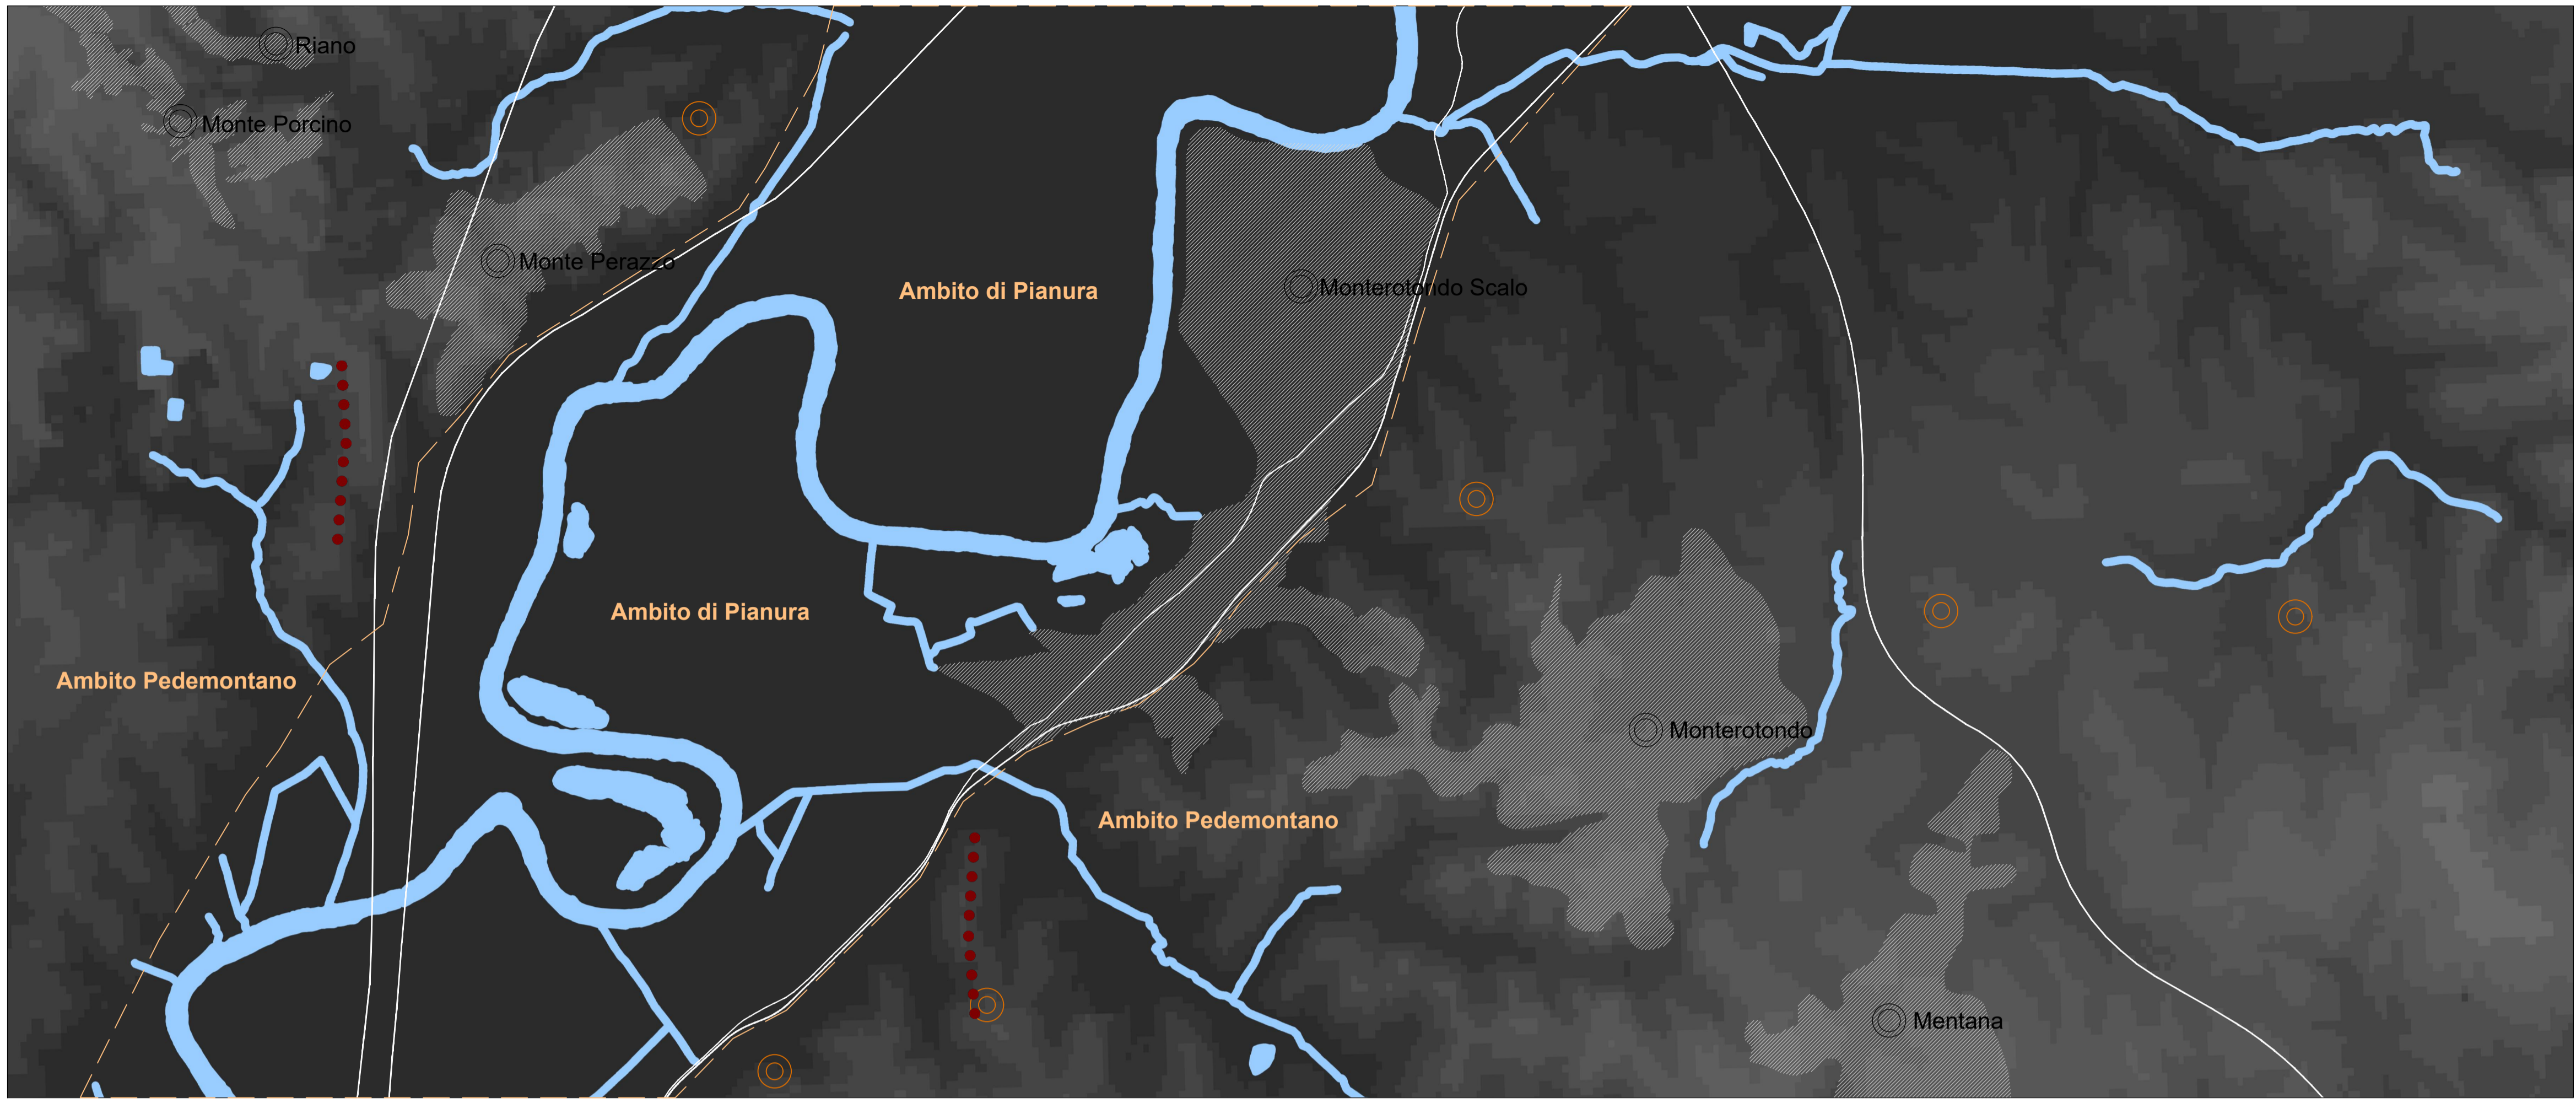 Riano
Monte Porcino
Monte Perazzo
Ambito di Pianura
Monterotondo Scalo
Ambito di Pianura
Ambito Pedemontano
Monterotondo
Ambito Pedemontano
Mentana